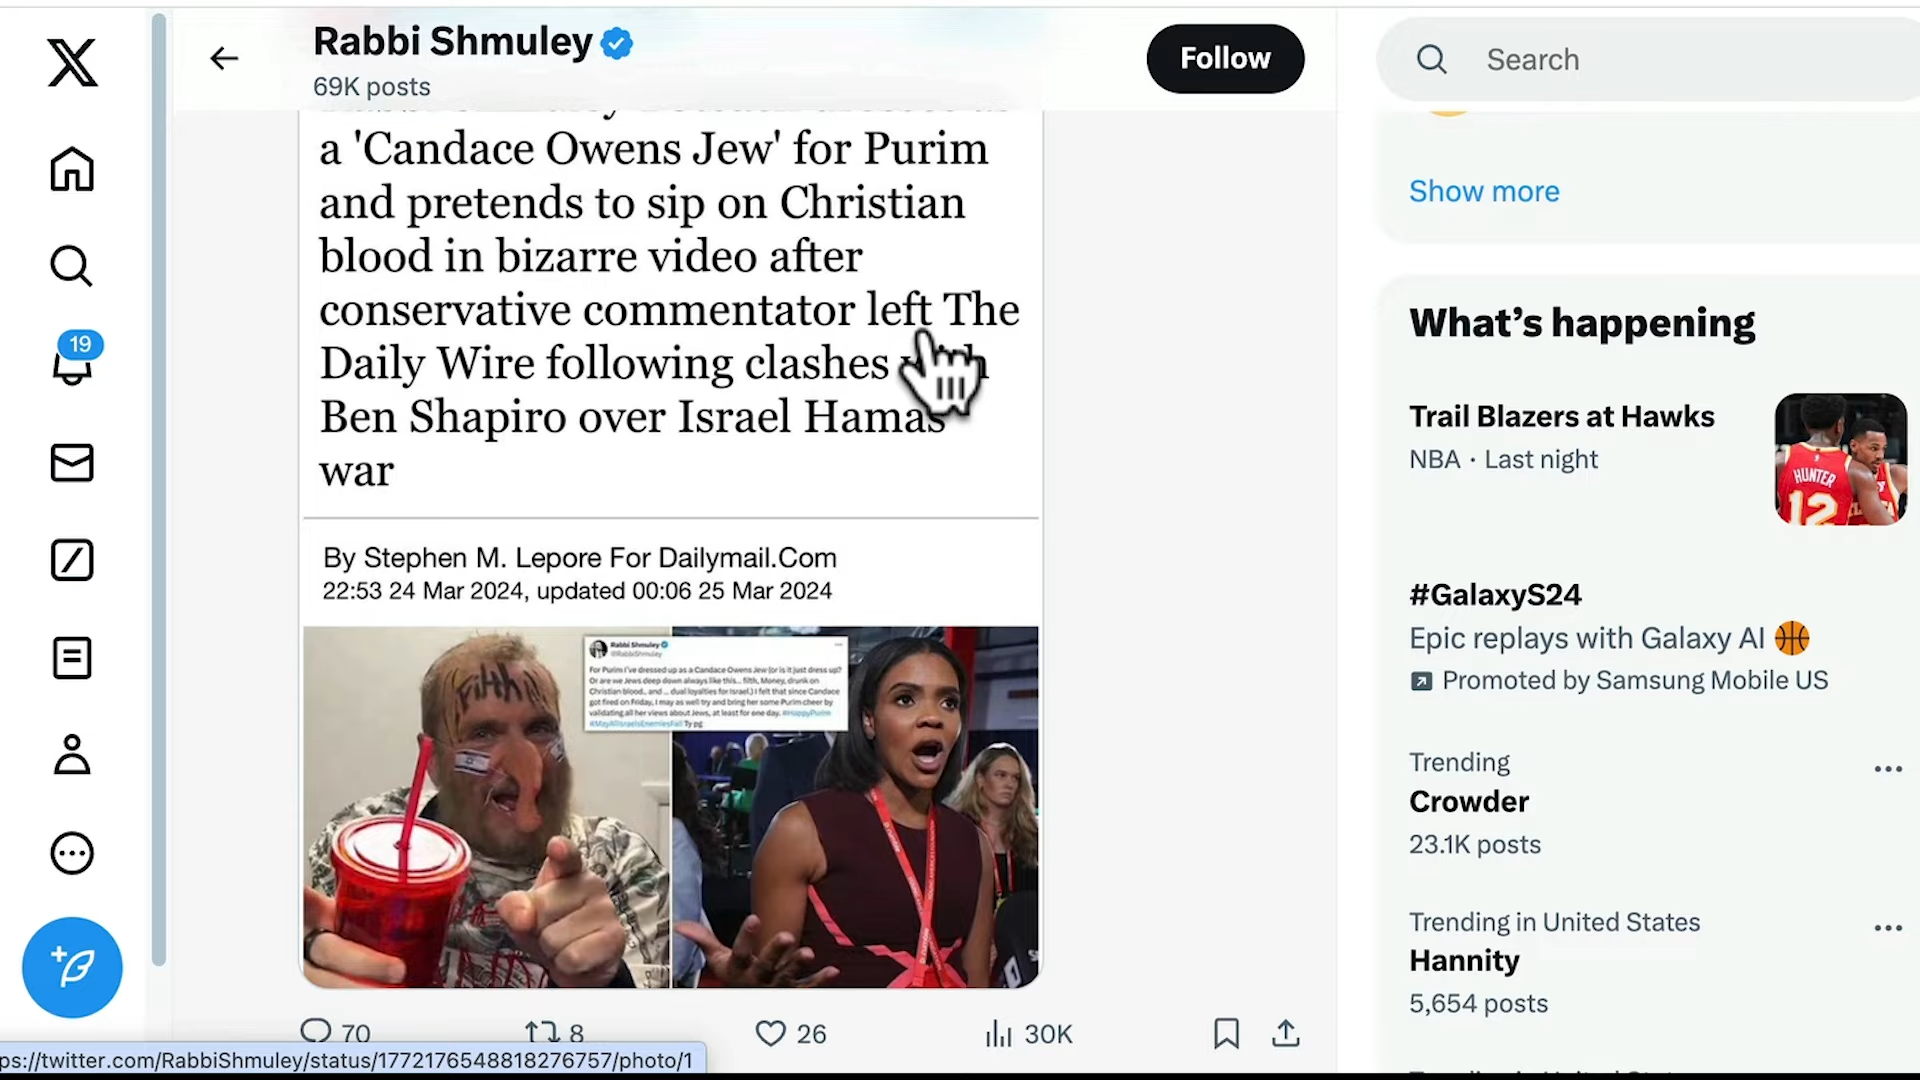 Rabbi Shmuley
69K posts
Follow
Search
a 'Candace Owens Jew' for Purim
and pretends to sip on Christian
blood in bizarre video after
conservative commentator left The
Daily Wire following clashes
Ben Shapiro over Israel Hamas
war
By Stephen M. Lepore For Dailymail.Com
22:53 24 Mar 2024, updated 00:06 25 Mar 2024
Filth
Rabbi Shmuley
@RabbiShmuley
For Purim I've dressed up as a Candace Owens Jew (or is it just dress up?
Or are we Jews deep down always like this... filth, Money, drunk on
Christian blood.. and ... dual loyalties for Israel.) I felt that since Candace
got fired on Friday, I may as well try and bring her some Purim cheer by
validating all her views about Jews, at least for one day. #HappyPurim
#MayAllIsraelsEnemiesFall Ty pg
70
8
26
30K
ps://twitter.com/RabbiShmuley/status/1772176548818276757/photo/1
19
Show more
What's happening
Trail Blazers at Hawks
NBA · Last night
HUNTER
12
#GalaxyS24
Epic replays with Galaxy AI
Promoted by Samsung Mobile US
Trending
Crowder
23.1K posts
Trending in United States
Hannity
5,654 posts